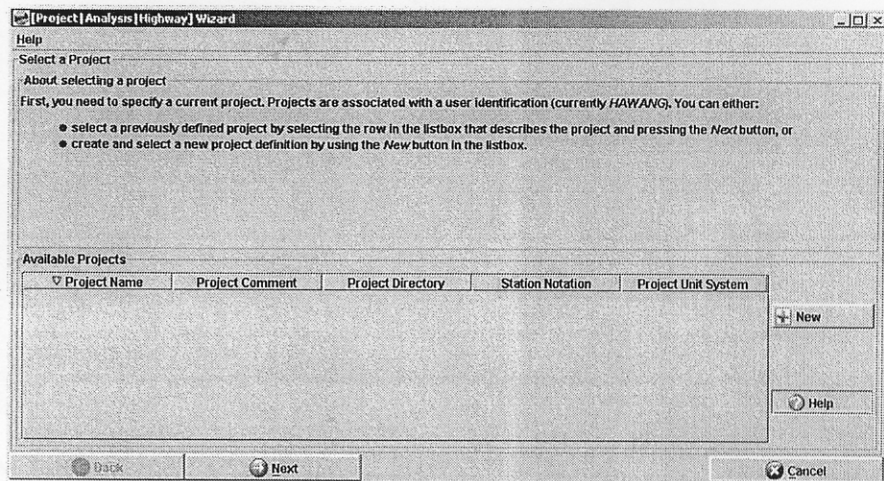 [Project|Analysis|Highway] Wizard
Help
Select a Project
About selecting a project
First, you need to specify a current project. Projects are associated with a user identification (currently HAWANG). You can either:
● select a previously defined project by selecting the row in the listbox that describes the project and pressing the Next button, or
● create and select a new project definition by using the New button in the listbox.
Available Projects
▽ Project Name Project Comment Project Directory Station Notation Project Unit System
New
Help
Back Next Cancel